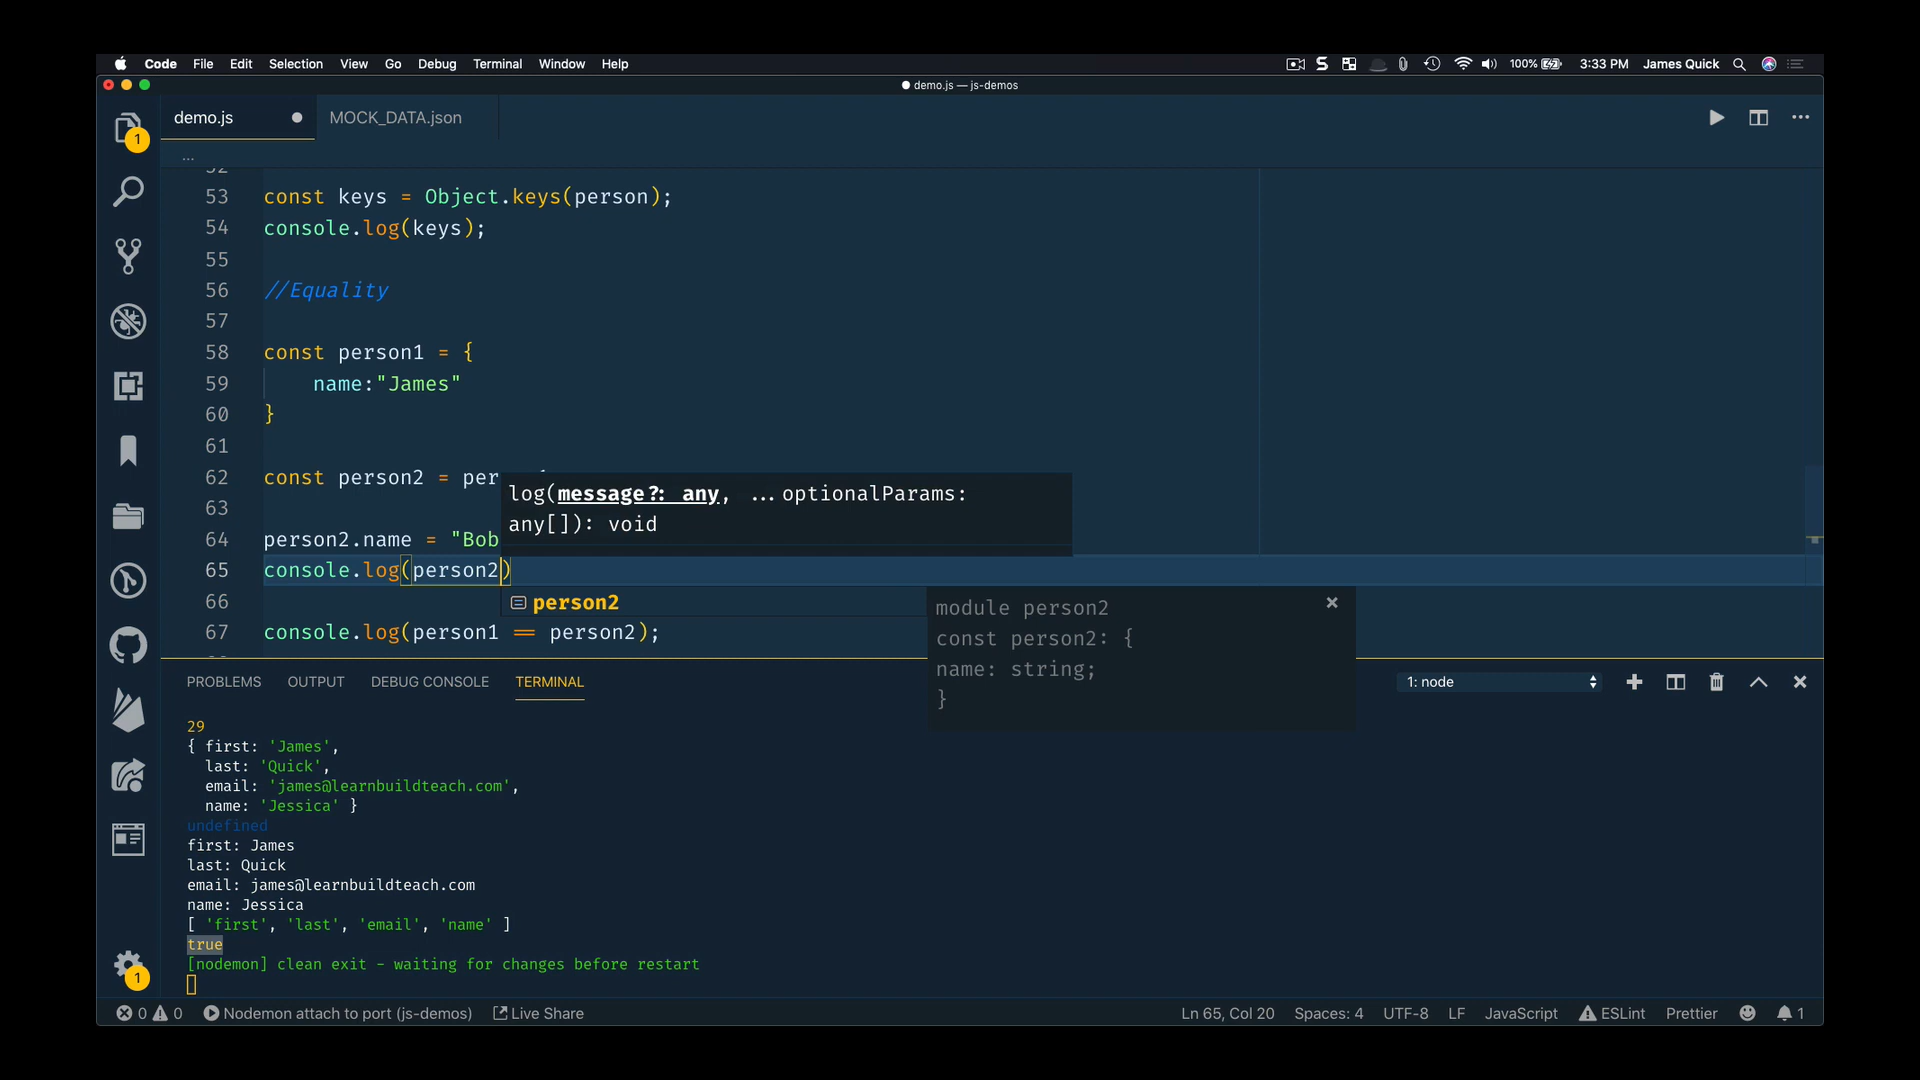 Code File Edit Selection View Go Debug Terminal Window Help 100% 3:33 PM James Quick
demo.js — js-demos
demo.js MOCK_DATA.json
1
...
53 const keys = Object.keys(person);
54 console.log(keys);
55
56 //Equality
57
58 const person1 = {
59 name:"James"
60 }
61
62 const person2 = per
log(message?: any, ...optionalParams:
63
any[]): void
64 person2.name = "Bob
65 console.log(person2)
66
person2
module person2
67 console.log(person1 == person2);
const person2: {
name: string;
}
PROBLEMS OUTPUT DEBUG CONSOLE TERMINAL 1: node
29
{ first: 'James',
last: 'Quick',
email: 'james@learnbuildteach.com',
name: 'Jessica' }
undefined
first: James
last: Quick
email: james@learnbuildteach.com
name: Jessica
[ 'first', 'last', 'email', 'name' ]
true
[nodemon] clean exit - waiting for changes before restart
1
0 0 Nodemon attach to port (js-demos) Live Share Ln 65, Col 20 Spaces: 4 UTF-8 LF JavaScript ESLint Prettier 1